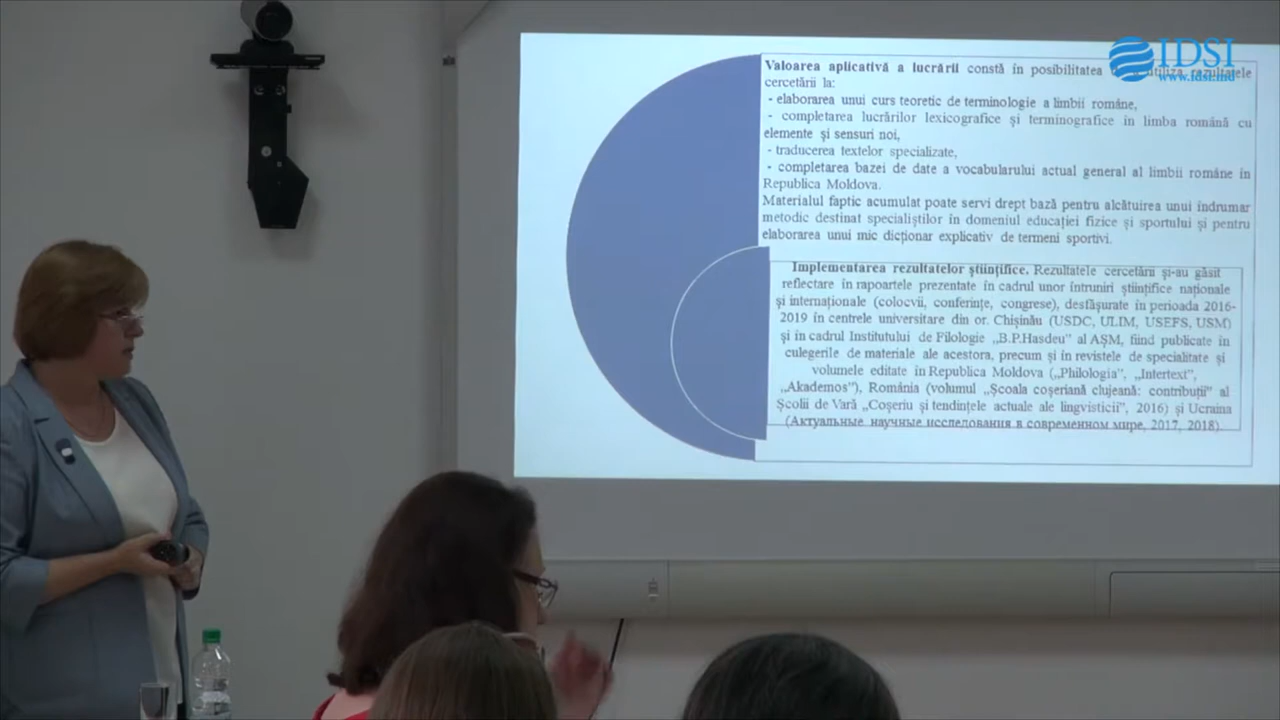 IDSI
www.idsi.md
Valoarea aplicativă a lucrării constă în posibilitatea utiliza rezultatele
cercetării la:
- elaborarea unui curs teoretic de terminologie a limbii române,
- completarea lucrărilor lexicografice și terminografice în limba română cu
elemente și sensuri noi,
- traducerea textelor specializate,
- completarea bazei de date a vocabularului actual general al limbii române în
Republica Moldova.
Materialul faptic acumulat poate servi drept bază pentru alcătuirea unui îndrumar
metodic destinat specialiștilor în domeniul educației fizice și sportului și pentru
elaborarea unui mic dicționar explicativ de termeni sportivi.
Implementarea rezultatelor științifice. Rezultatele cercetării și-au găsit
reflectare în rapoartele prezentate în cadrul unor întruniri științifice naționale
și internaționale (colocvii, conferințe, congrese), desfășurate în perioada 2016-
2019 în centrele universitare din or. Chișinău (USDC, ULIM, USEFS, USM)
și în cadrul Institutului de Filologie „B.P.Hasdeu” al AȘM, fiind publicate în
culegerile de materiale ale acestora, precum și în revistele de specialitate și
volumele editate în Republica Moldova („Philologia”, „Intertext”,
„Akademos”), România (volumul „Școala coșeriană clujeană: contribuții” al
Școlii de Vară „Coșeriu și tendințele actuale ale lingvisticii”, 2016) și Ucraina
(Актуальные научные исследования в современном мире, 2017, 2018).